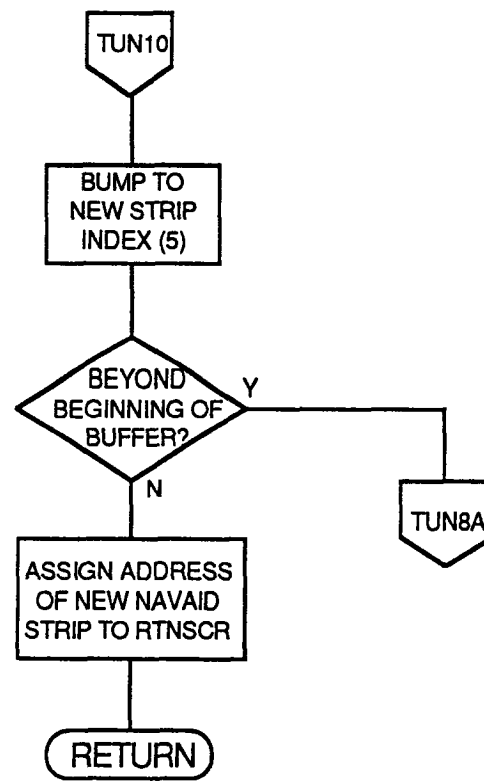 TUN10
BUMP TO
NEW STRIP
INDEX (5)
BEYOND
BEGINNING OF
BUFFER?
Y
N
TUN8A
ASSIGN ADDRESS
OF NEW NAVAID
STRIP TO RTNSCR
RETURN